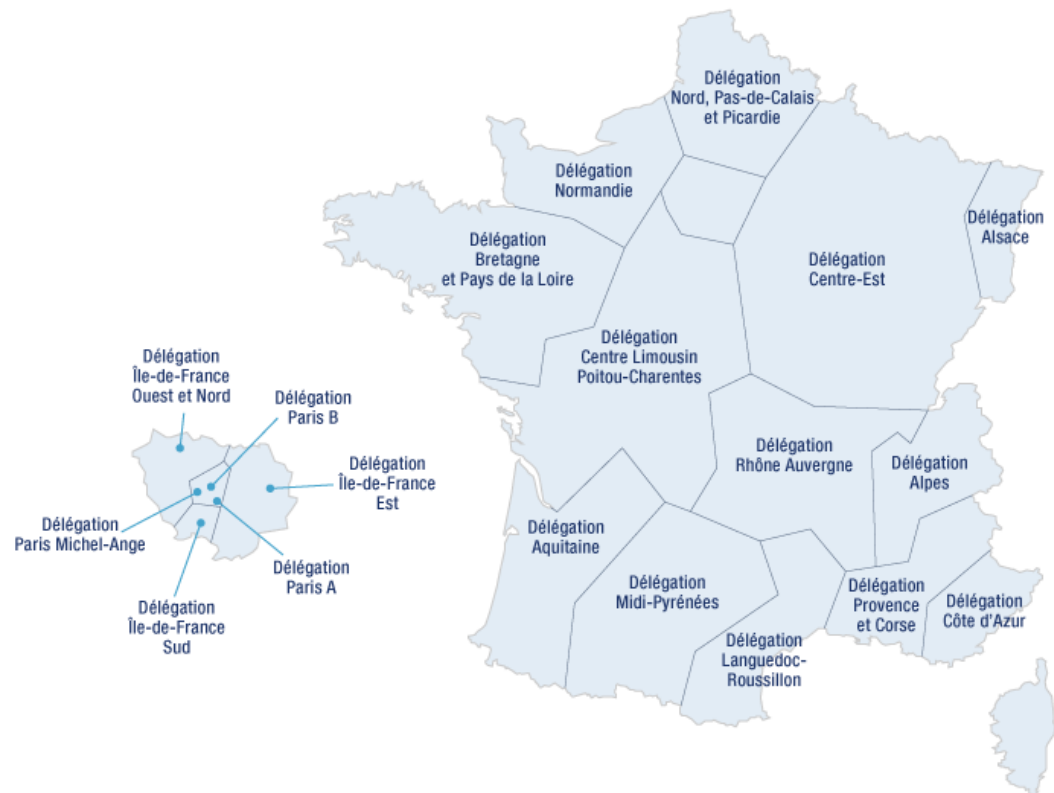 Délégation
Nord, Pas-de-Calais
et Picardie
Délégation
Normandie
Délégation
Alsace
Délégation
Bretagne
et Pays de la Loire
Délégation
Centre-Est
Délégation
Centre Limousin
Poitou-Charentes
Délégation
Île-de-France
Ouest et Nord
Délégation
Paris B
Délégation
Île-de-France
Est
Délégation
Paris Michel-Ange
Délégation
Paris A
Délégation
Île-de-France
Sud
Délégation
Rhône Auvergne
Délégation
Alpes
Délégation
Aquitaine
Délégation
Midi-Pyrénées
Délégation
Provence
et Corse
Délégation
Côte d'Azur
Délégation
Languedoc-
Roussillon